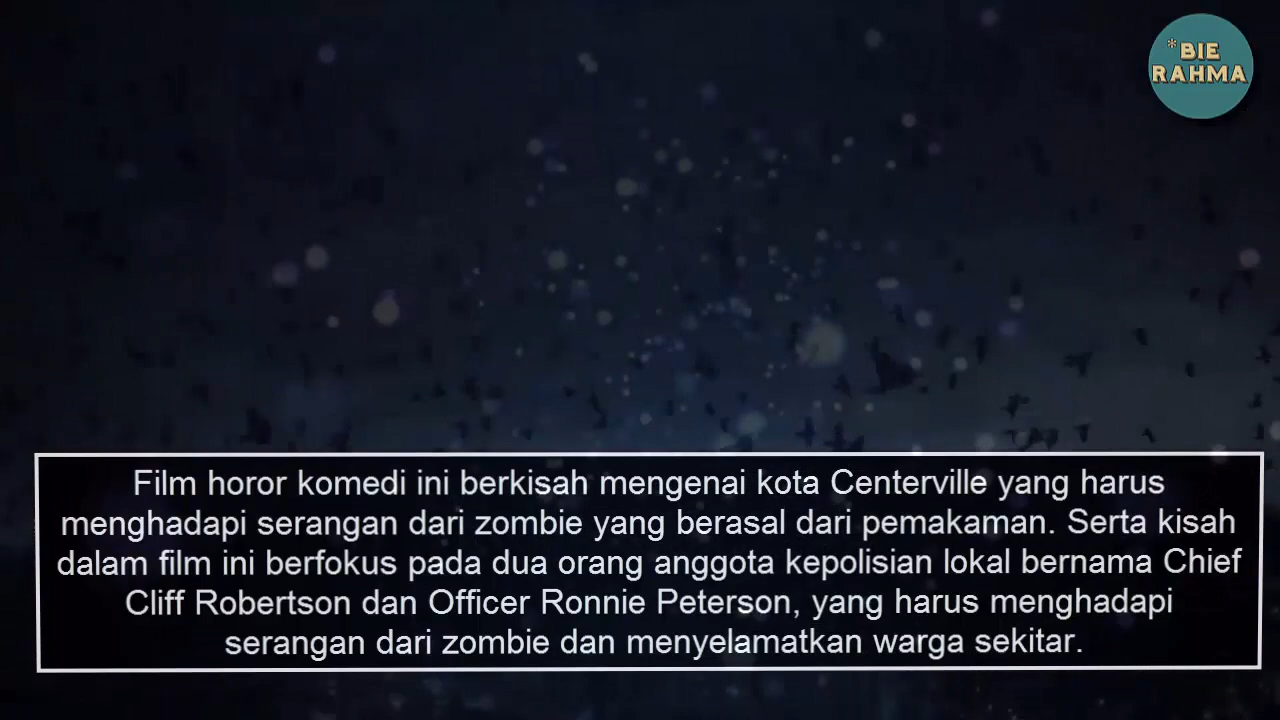 *BIE
RAHMA
Film horor komedi ini berkisah mengenai kota Centerville yang harus
menghadapi serangan dari zombie yang berasal dari pemakaman. Serta kisah
dalam film ini berfokus pada dua orang anggota kepolisian lokal bernama Chief
Cliff Robertson dan Officer Ronnie Peterson, yang harus menghadapi
serangan dari zombie dan menyelamatkan warga sekitar.